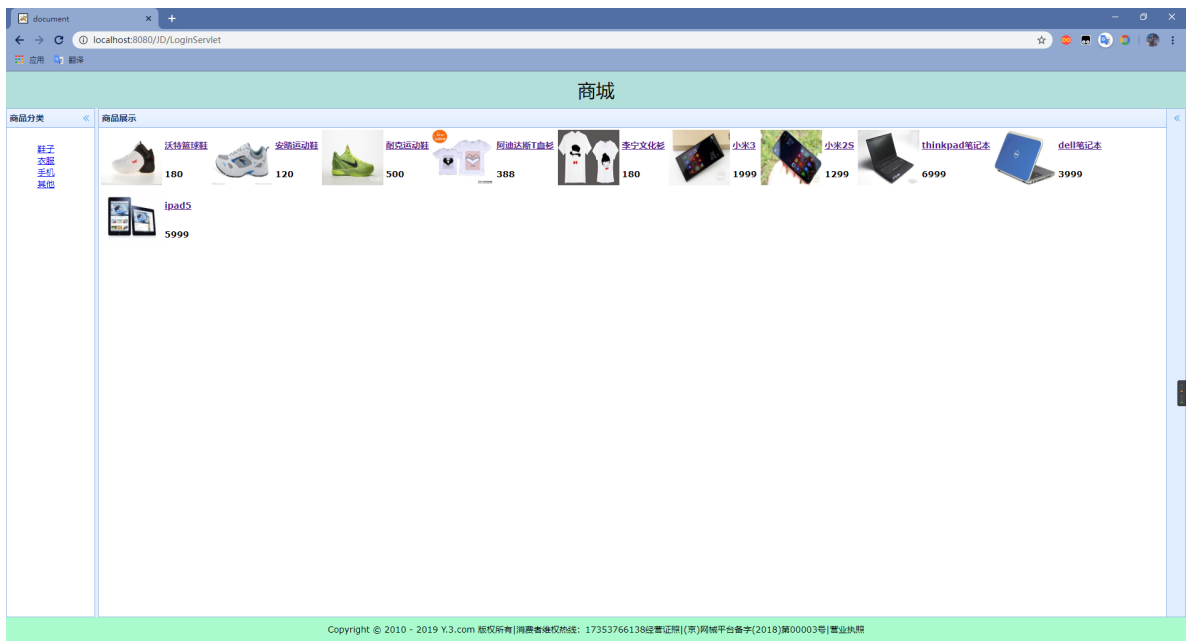 document
localhost:8080/JD/LoginServlet
应用 翻译
商城
商品分类
商品展示
鞋子
衣服
手机
其他
沃特篮球鞋
180
安踏运动鞋
120
耐克运动鞋
500
阿迪达斯T血衫
388
李宁文化衫
180
小米3
1999
小米2S
1299
thinkpad笔记本
6999
dell笔记本
3999
ipad5
5999
Copyright © 2010 - 2019 Y.3.com 版权所有|消费者维权热线：17353766138经营证照|(京)网械平台备字(2018)第00003号|营业执照